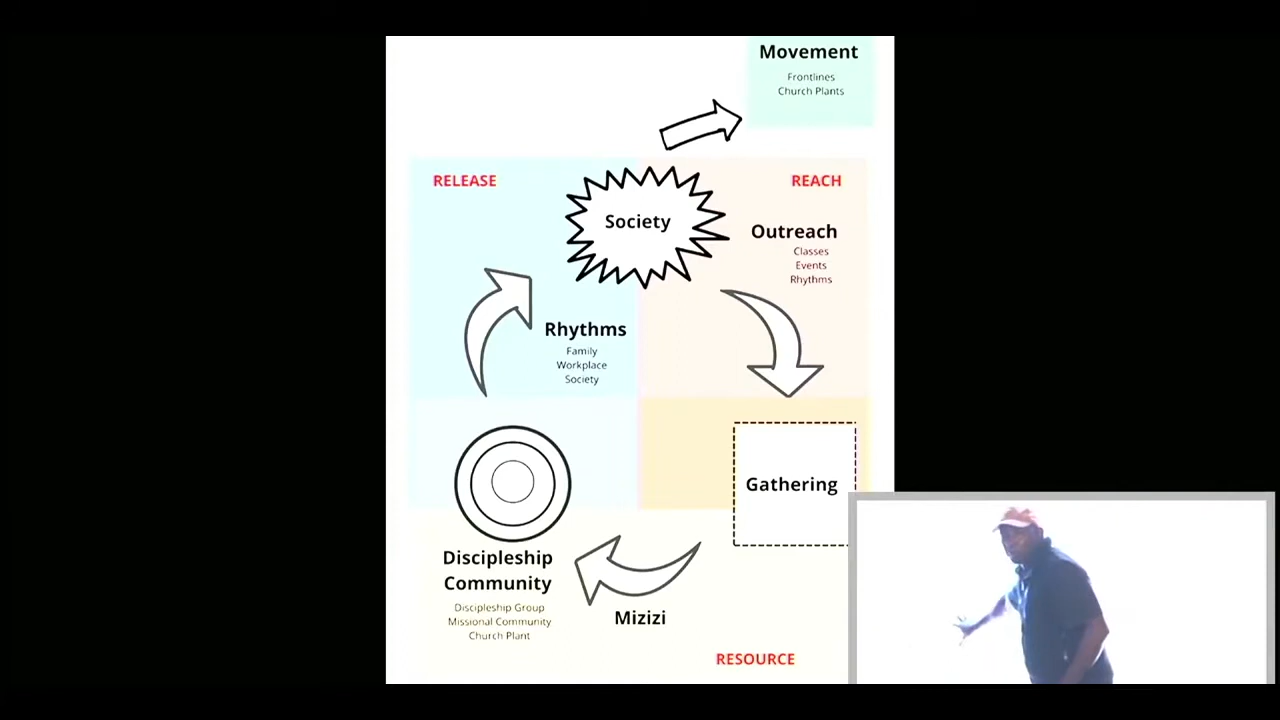 Movement
Frontlines
Church Plants
RELEASE
REACH
Society
Outreach
Classes
Events
Rhythms
Rhythms
Family
Workplace
Society
Gathering
Discipleship
Community
Discipleship Group
Missional Community
Church Plant
Mizizi
RESOURCE